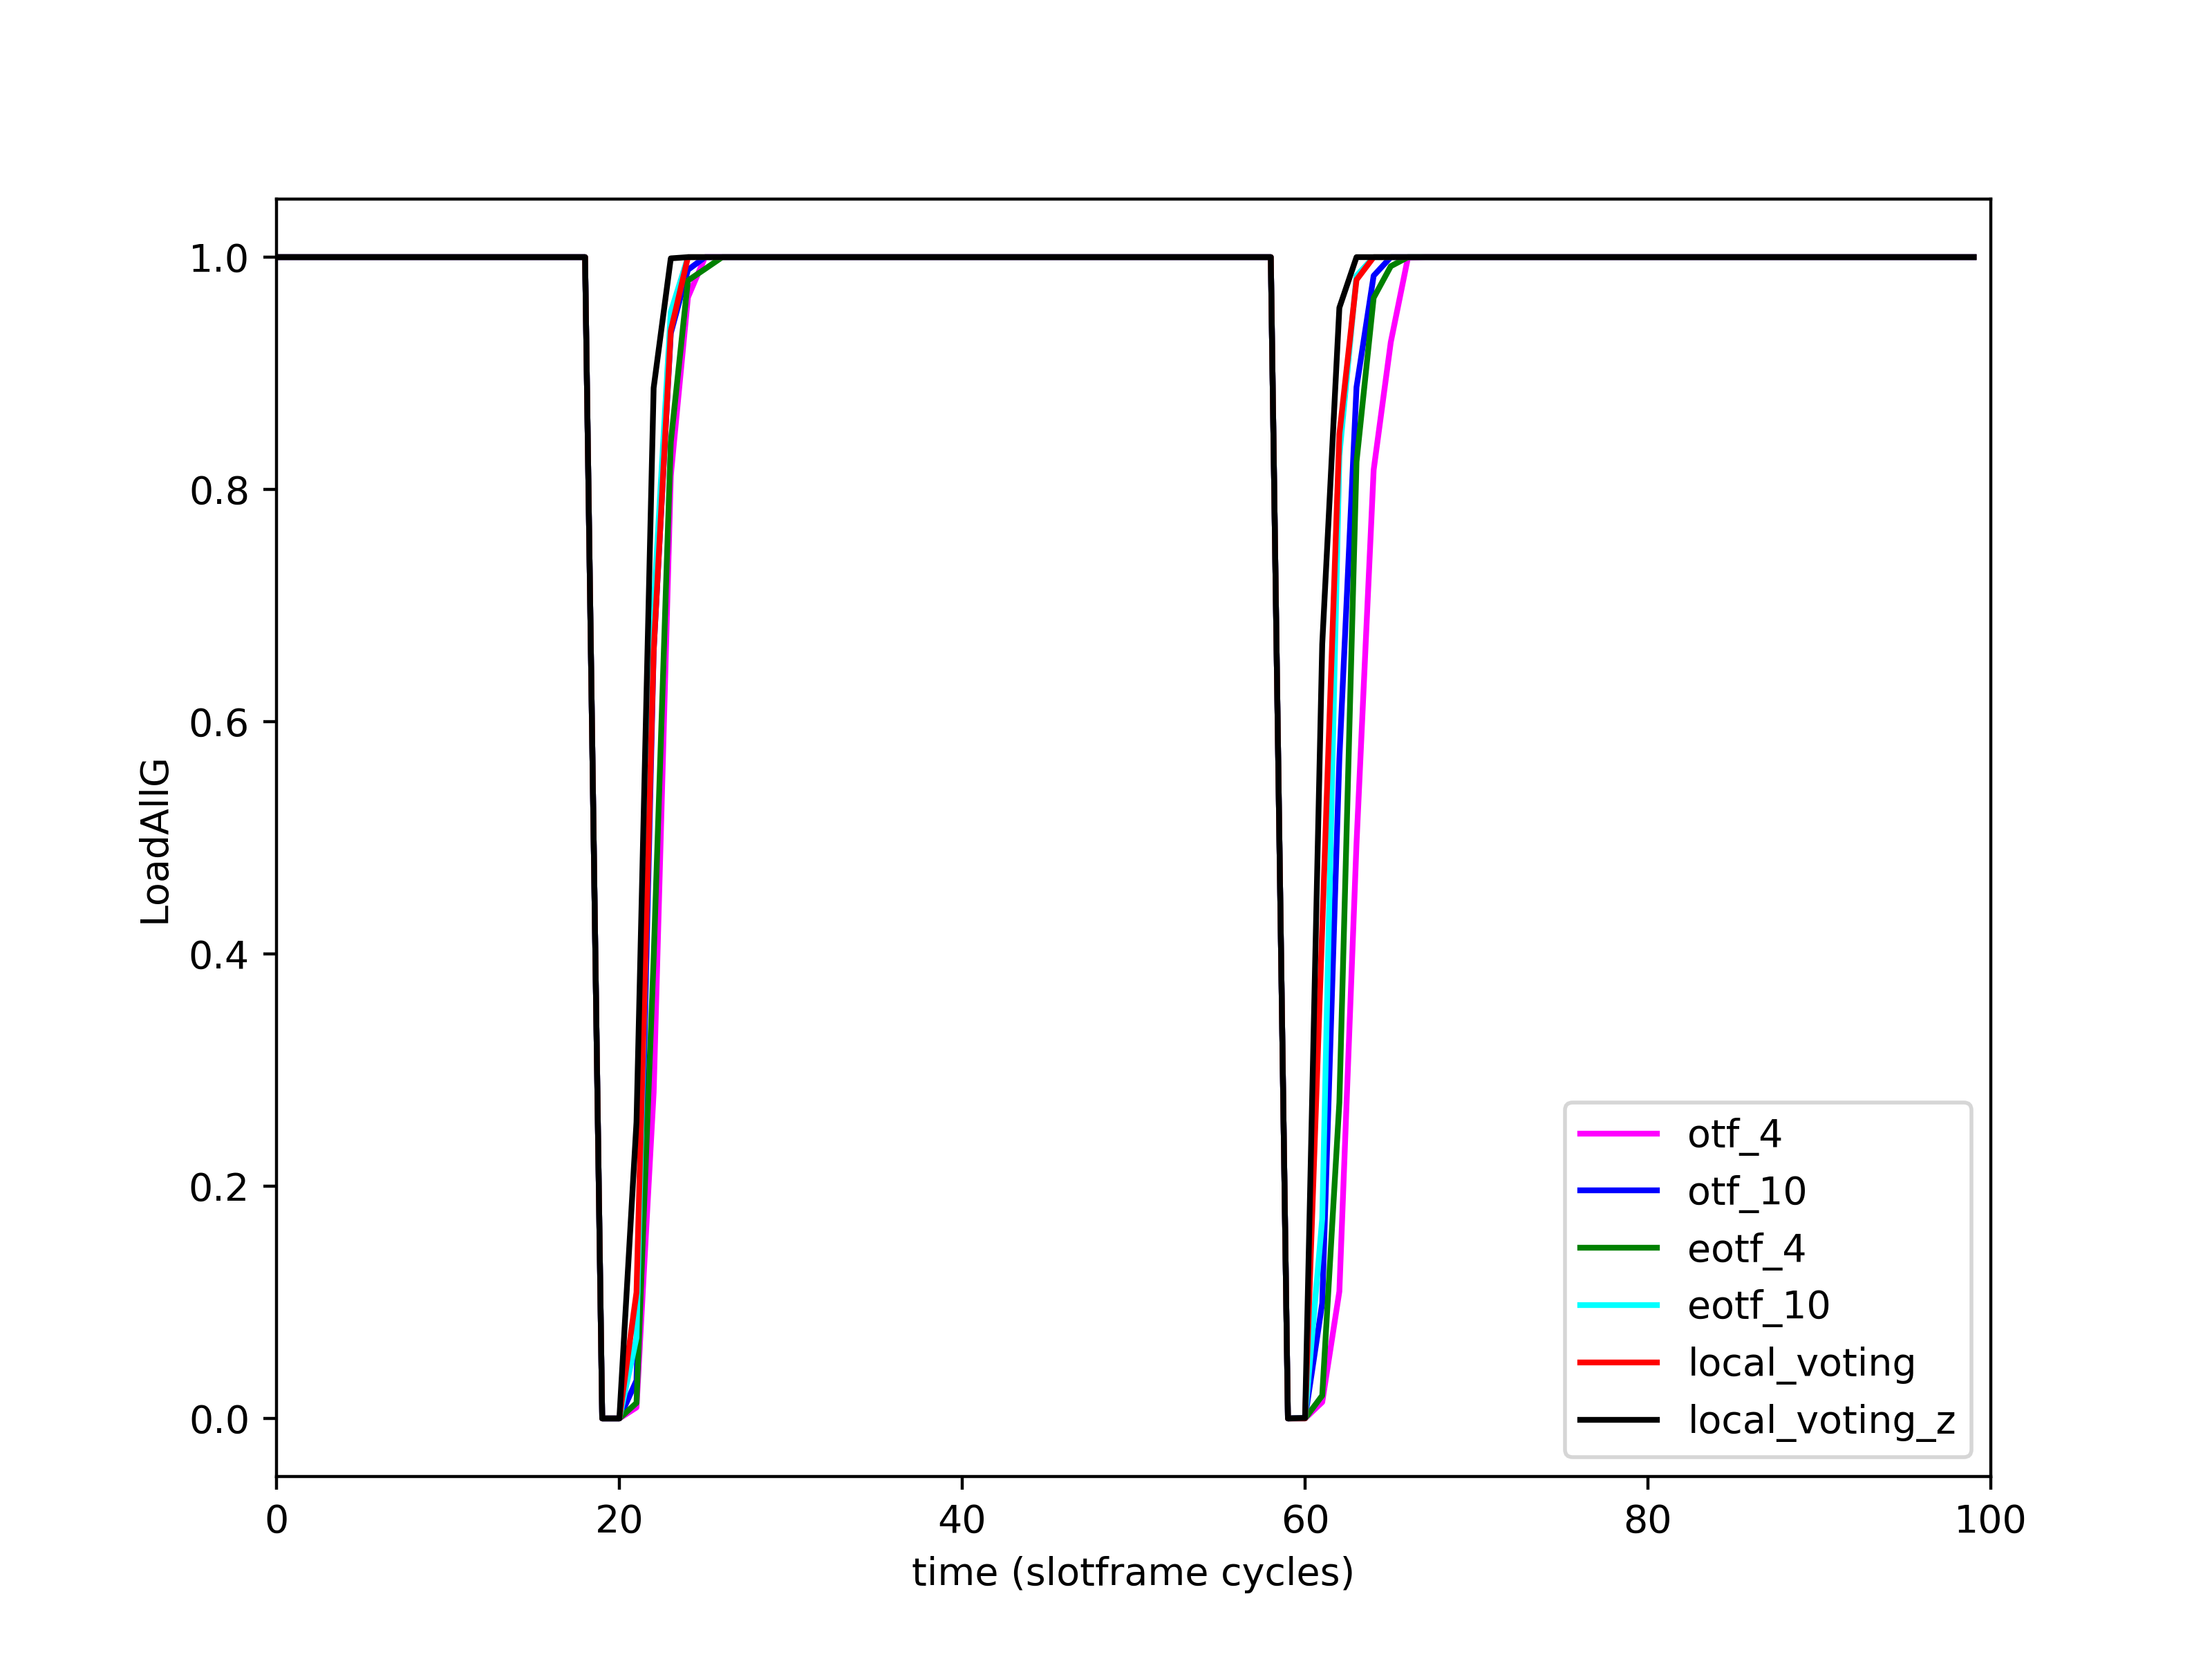 1.0
0.8
0.6
0.4
0.2
0.0
LoadAllG
0 20 40 60 80 100
time (slotframe cycles)
otf_4
otf_10
eotf_4
eotf_10
local_voting
local_voting_z